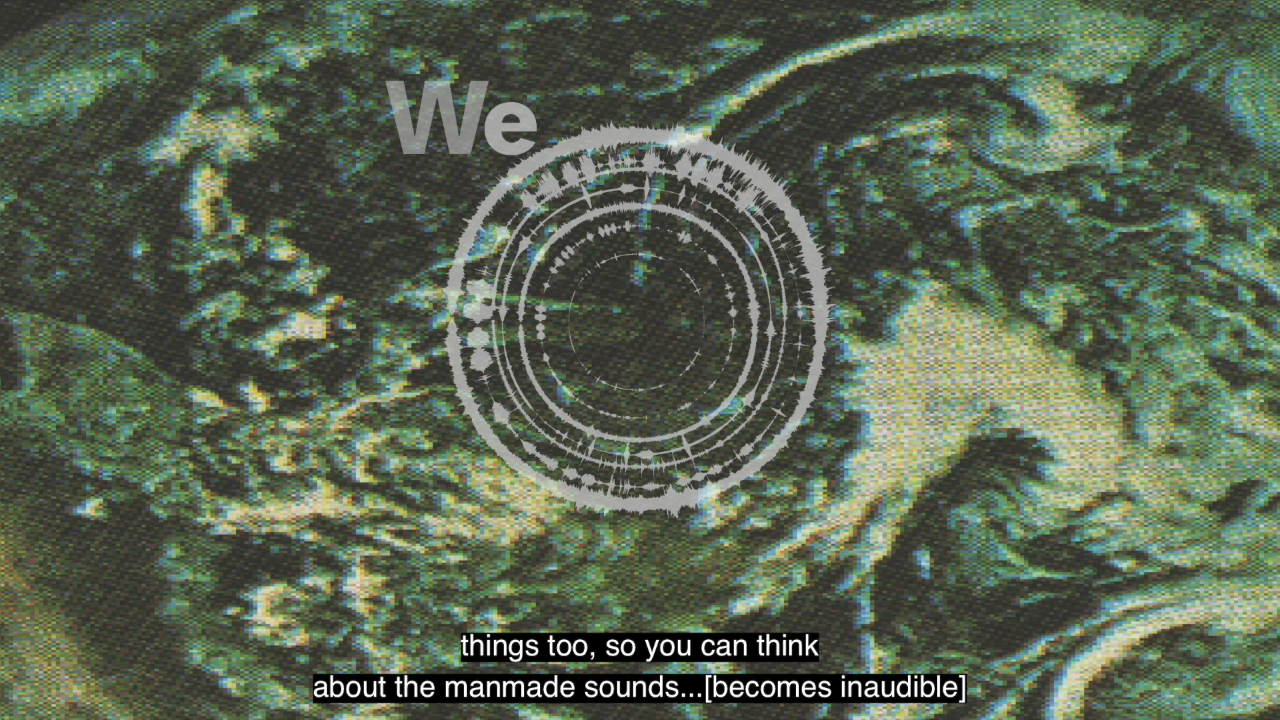 We
things too, so you can think
about the manmade sounds...[becomes inaudible]